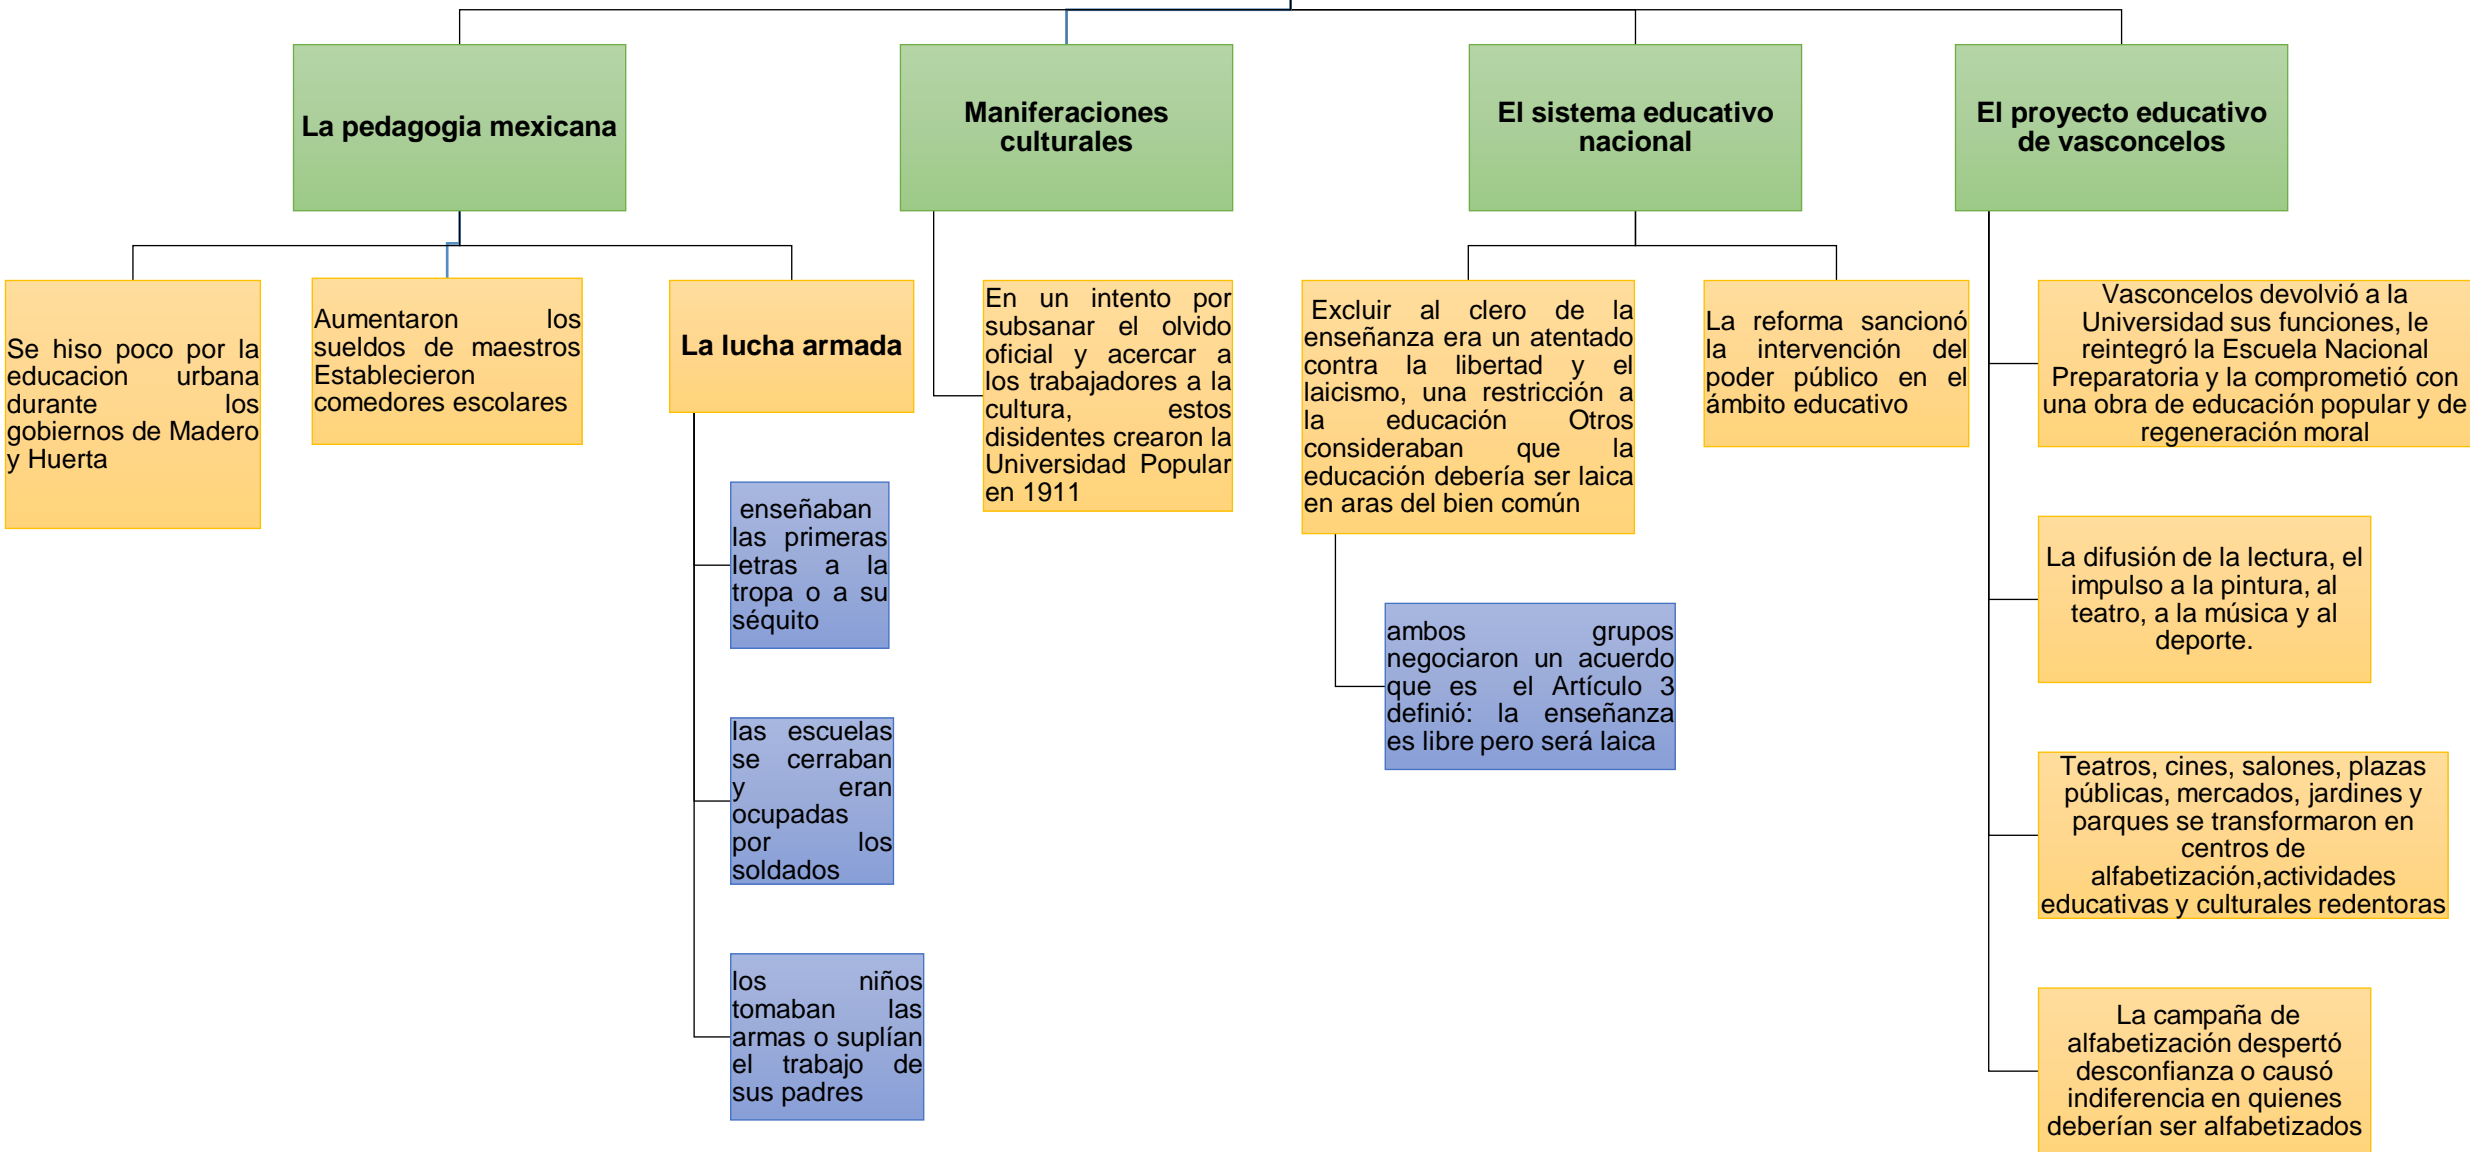 La pedagogia mexicana
Maniferaciones
culturales
El sistema educativo
nacional
El proyecto educativo
de vasconcelos
Se hiso poco por la
educacion urbana
durante los
gobiernos de Madero
y Huerta
Aumentaron los
sueldos de maestros
Establecieron
comedores escolares
La lucha armada
enseñaban
las primeras
letras a la
tropa o a su
séquito
las escuelas
se cerraban
y eran
ocupadas
por los
soldados
los niños
tomaban las
armas o suplían
el trabajo de
sus padres
En un intento por
subsanar el olvido
oficial y acercar a
los trabajadores a la
cultura, estos
disidentes crearon la
Universidad Popular
en 1911
Excluir al clero de la
enseñanza era un atentado
contra la libertad y el
laicismo, una restricción a
la educación Otros
consideraban que la
educación debería ser laica
en aras del bien común
ambos grupos
negociaron un acuerdo
que es el Artículo 3
definió: la enseñanza
es libre pero será laica
La reforma sancionó
la intervención del
poder público en el
ámbito educativo
Vasconcelos devolvió a la
Universidad sus funciones, le
reintegró la Escuela Nacional
Preparatoria y la comprometió con
una obra de educación popular y de
regeneración moral
La difusión de la lectura, el
impulso a la pintura, al
teatro, a la música y al
deporte.
Teatros, cines, salones, plazas
públicas, mercados, jardines y
parques se transformaron en
centros de
alfabetización,actividades
educativas y culturales redentoras
La campaña de
alfabetización despertó
desconfianza o causó
indiferencia en quienes
deberían ser alfabetizados